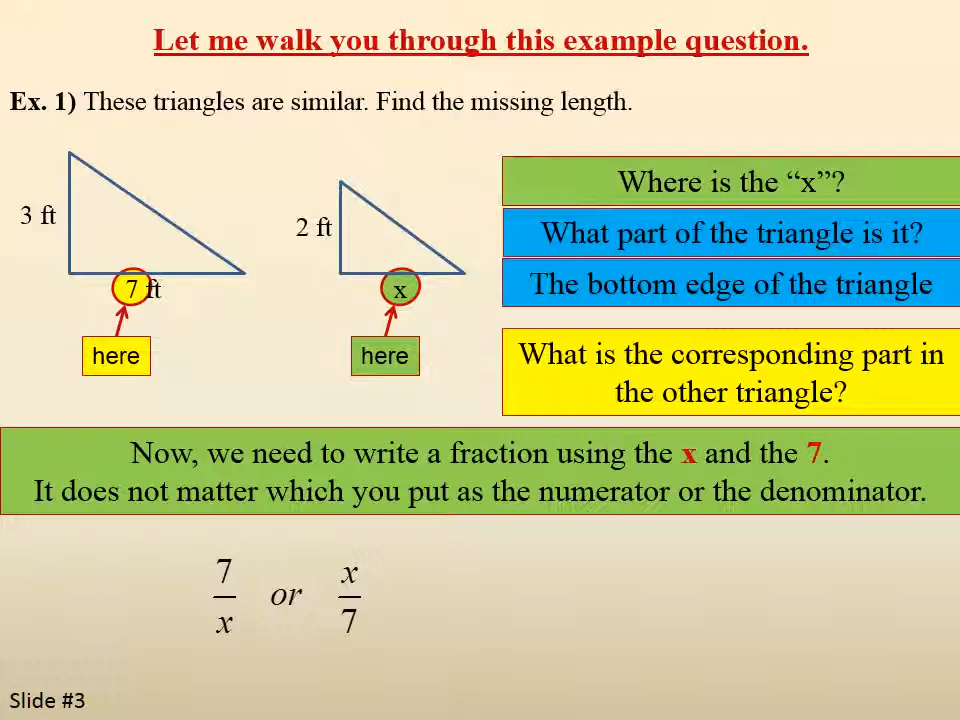 Let me walk you through this example question.
Ex. 1) These triangles are similar. Find the missing length.
3 ft
7 ft
here
2 ft
x
here
Where is the “x”?
What part of the triangle is it?
The bottom edge of the triangle
What is the corresponding part in
the other triangle?
Now, we need to write a fraction using the x and the 7.
It does not matter which you put as the numerator or the denominator.
7/x or x/7
Slide #3